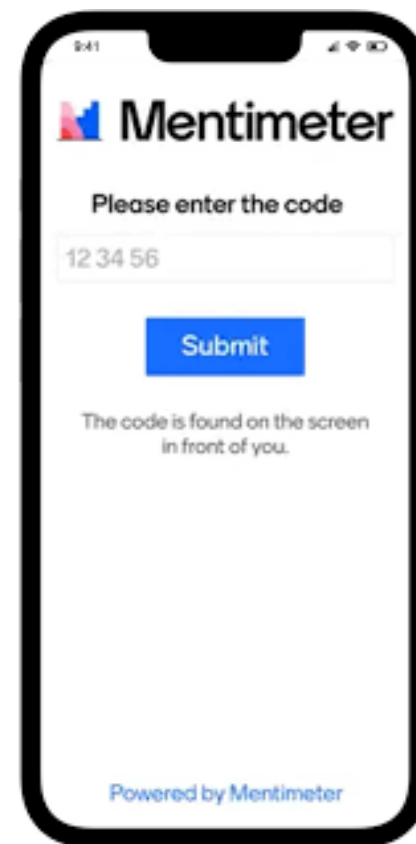 9:41
Mentimeter
Please enter the code
12 34 56
Submit
The code is found on the screen
in front of you.
Powered by Mentimeter